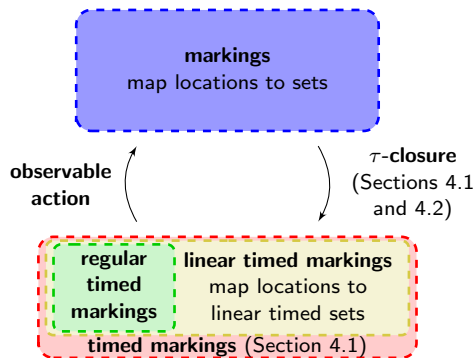 markings
map locations to sets
observable
action
τ-closure
(Sections 4.1
and 4.2)
regular
timed
markings
linear timed markings
map locations to
linear timed sets
timed markings (Section 4.1)